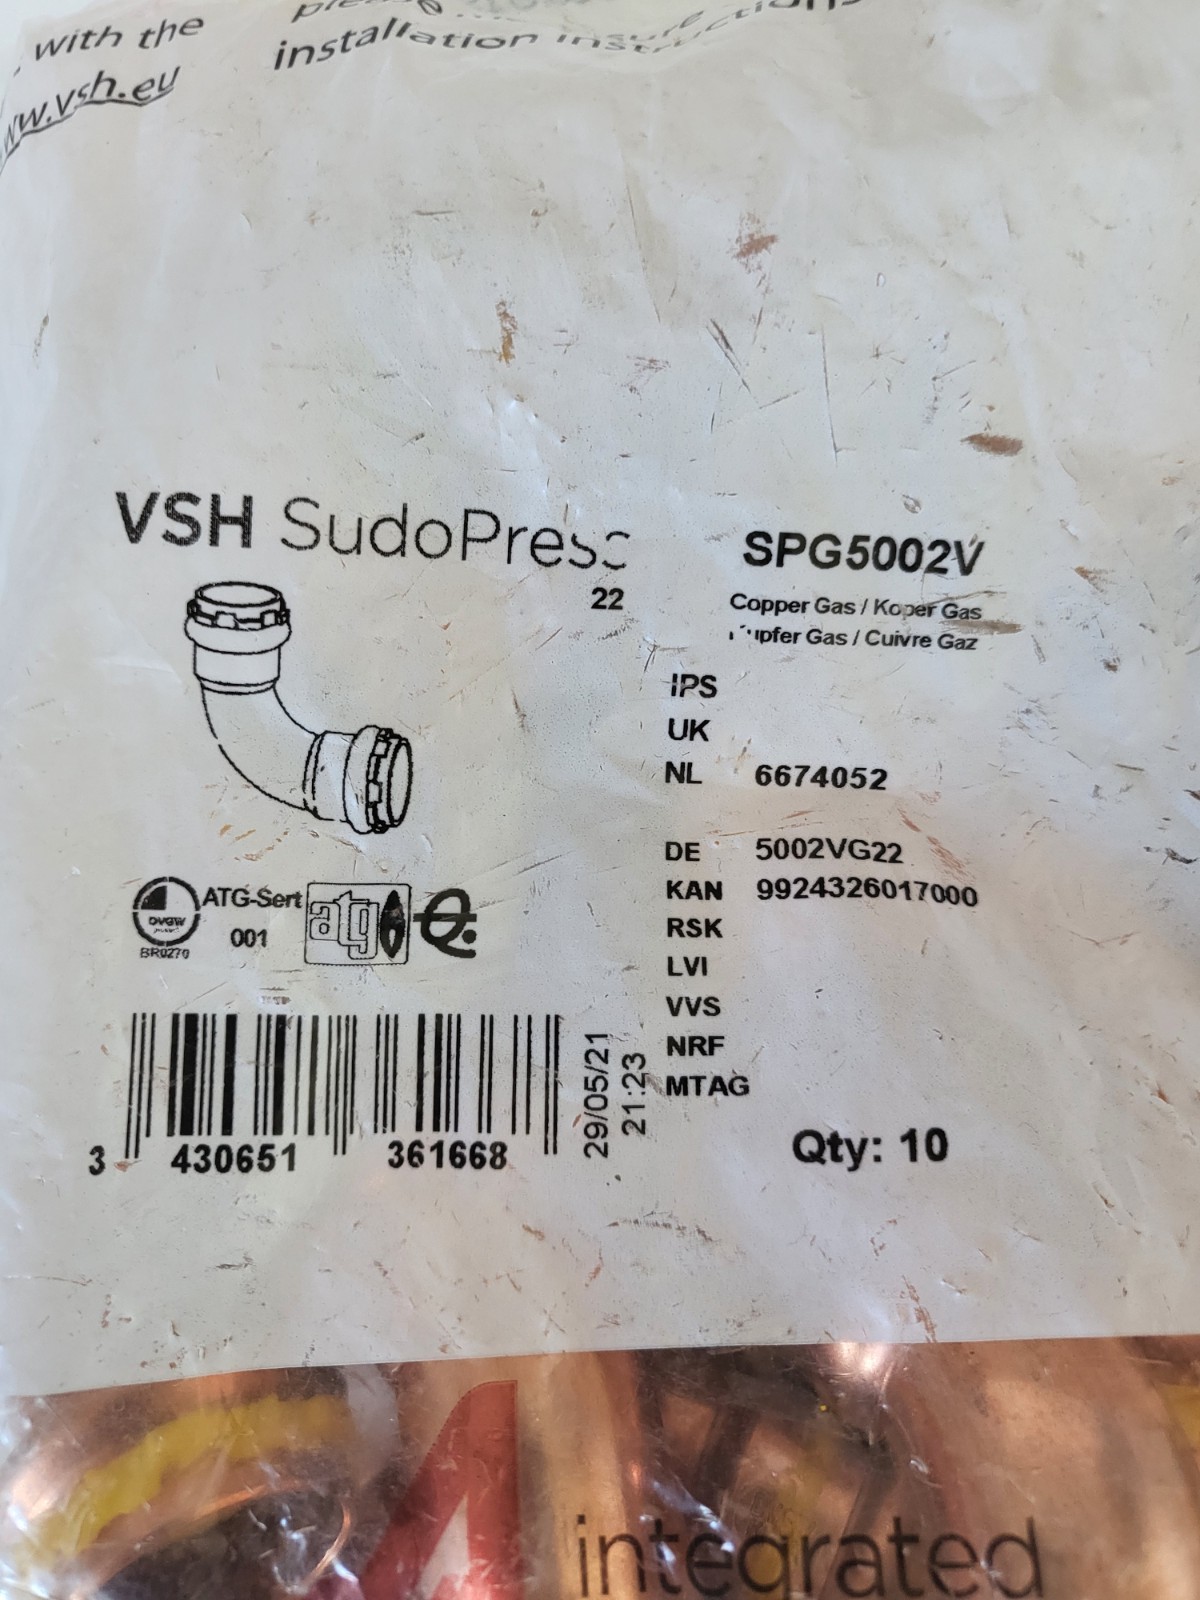 with the
www.vsh.eu
installation instructions
VSH SudoPress
22
SPG5002V
Copper Gas / Koper Gas
Kupfer Gas / Cuivre Gaz
IPS
UK
NL 6674052
DE 5002VG22
KAN 9924326017000
RSK
LVI
VVS
NRF
MTAG
DVGW
BR0270
ATG-Sert
001
atg
3 430651 361668
29/05/21
21:23
Qty: 10
integrated